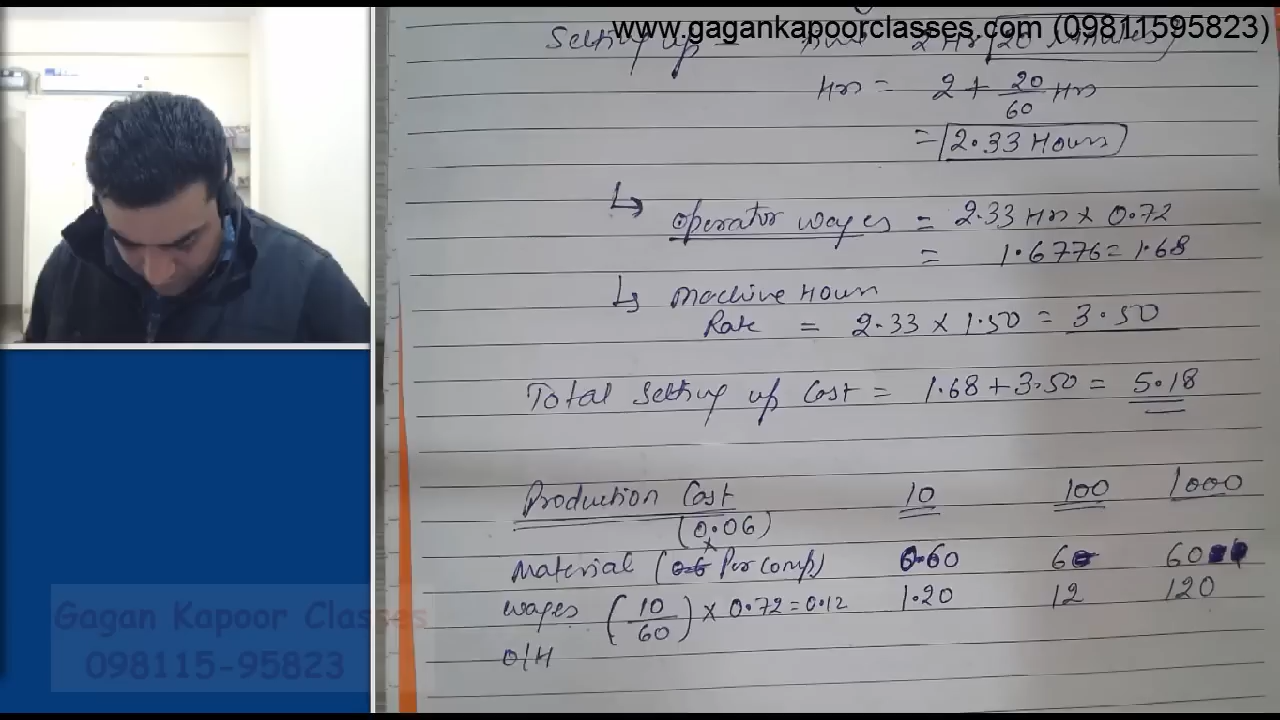 www.gagankapoorclasses.com (09811595823)
Setting up - Time 2 Hr (20 Minutes)
Hrs = 2 + 20/60 Hrs
= 2.33 Hours
↳ operator wages = 2.33 Hrs x 0.72
= 1.6776 = 1.68
↳ Machine Hours
Rate = 2.33 x 1.50 = 3.50
Total Setting up Cost = 1.68 + 3.50 = 5.18
Production Cost 10 100 1000
(0.06)
Material ( Per comp) 0.60 6 60
wages (10/60) x 0.72 = 0.12 1.20 12 120
O/H
Gagan Kapoor Classes
098115-95823